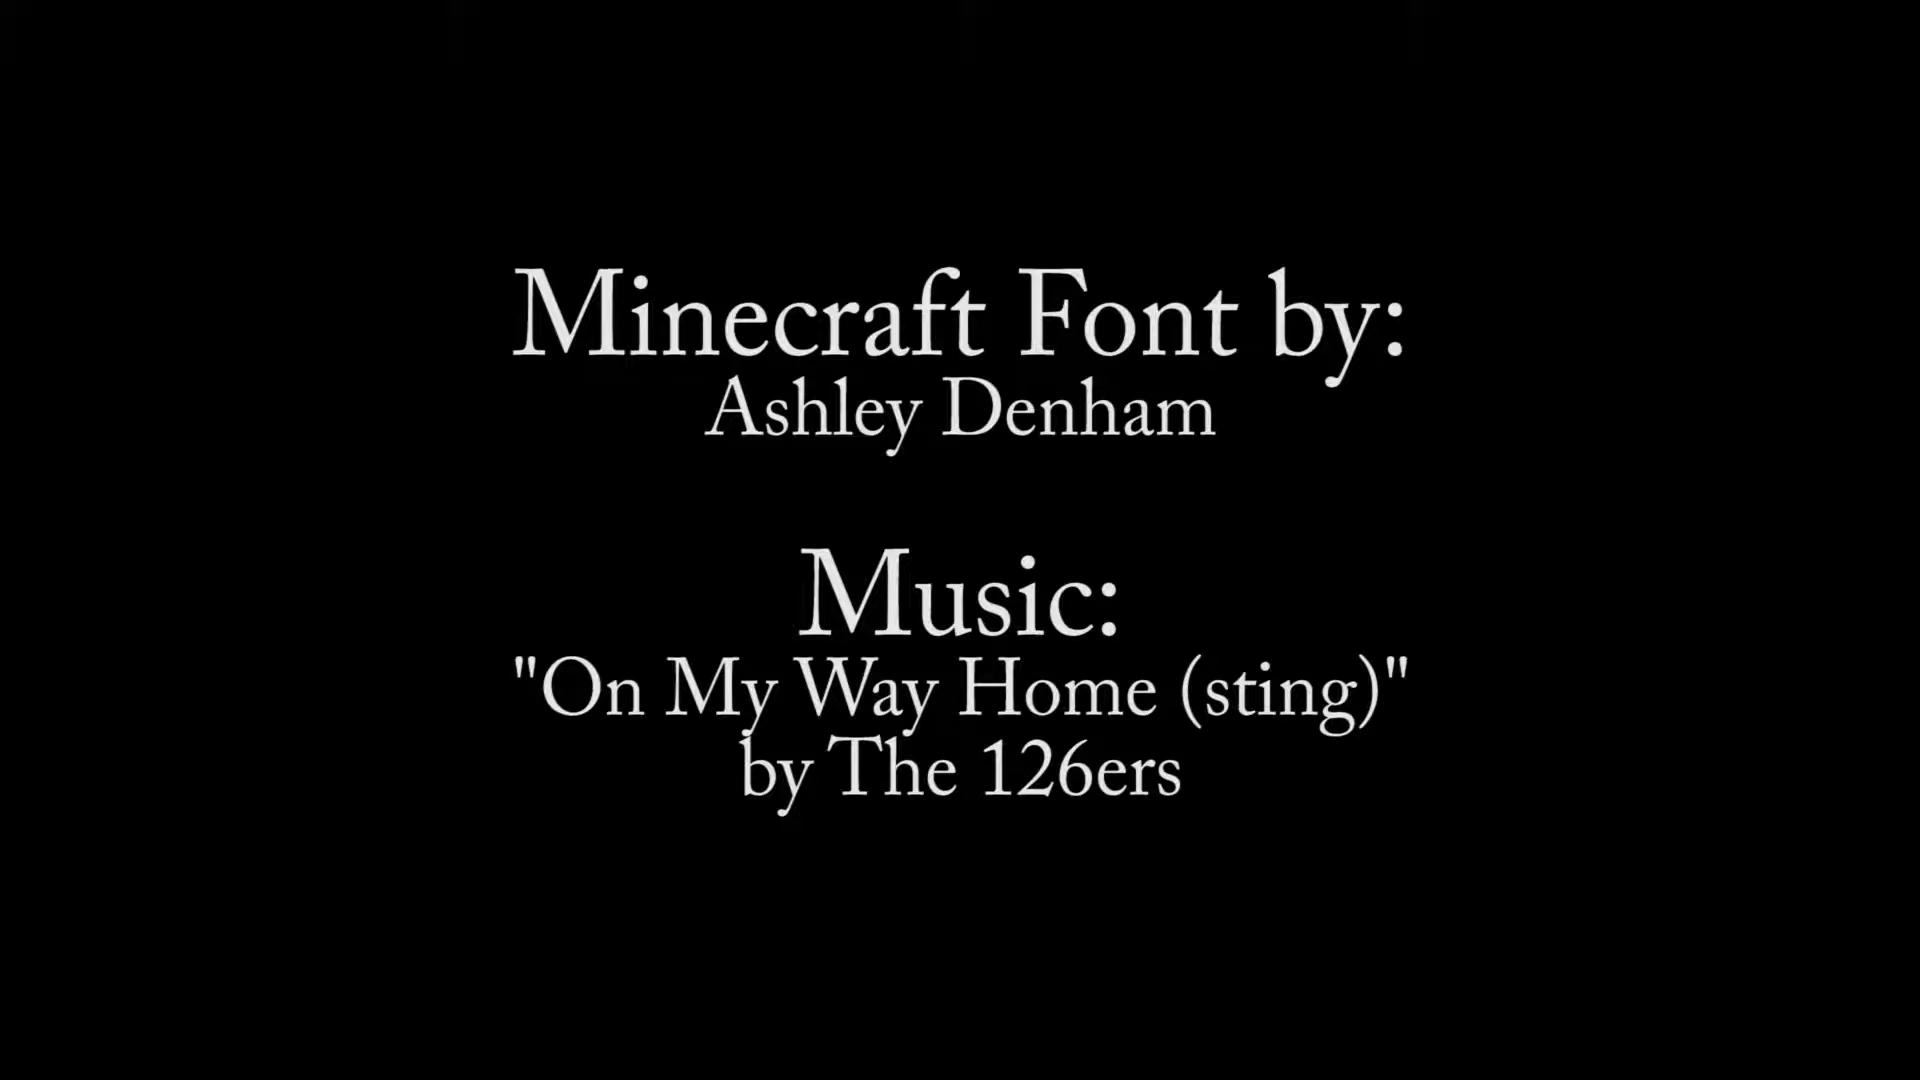 Minecraft Font by:
Ashley Denham
Music:
"On My Way Home (sting)"
by The 126ers